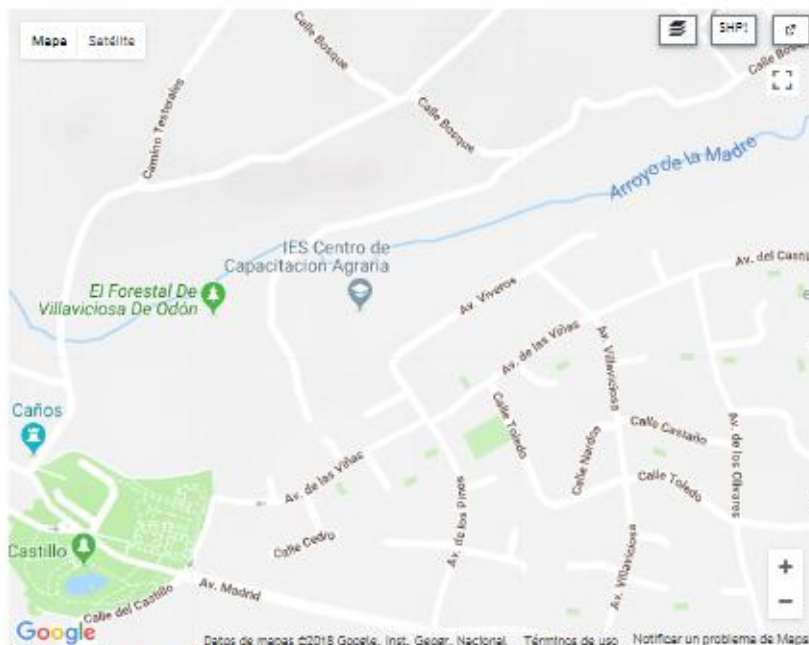 Mapa
Satélite
SHP1
Calle Bosque
Calle Bosque
Calle Bosque
Camino Testerales
Arroyo de la Madre
IES Centro de
Capacitacion Agraria
El Forestal De
Villaviciosa De Odón
Av. Viveros
Av. del Casti
Av. de las Viñas
Av. Villaviciosa
Caños
Calle Toledo
Calle Castaño
Calle Nardos
Av. de los Olivares
Calle Toledo
Av. de las Viñas
Av. de los Pinos
Calle Cedro
Castillo
Av. Madrid
Av. Villaviciosa
Calle del Castillo
+
−
Google
Datos de mapas ©2018 Google, Inst. Geogr. Nacional
Términos de uso
Notificar un problema de Maps